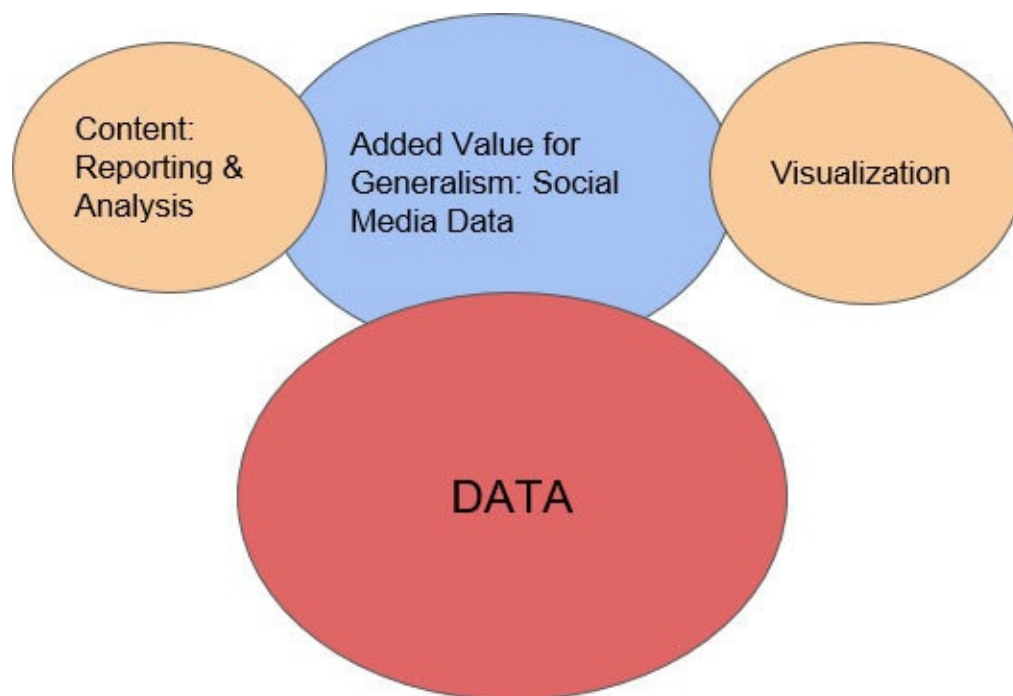 Content:
Reporting &
Analysis
Added Value for
Generalism: Social
Media Data
Visualization
DATA